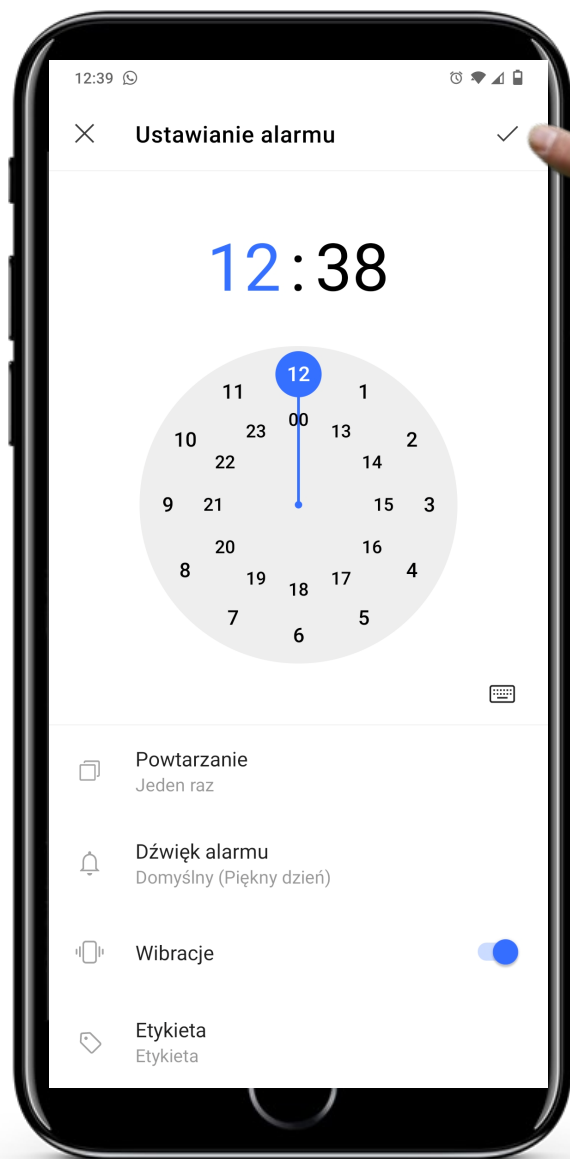 12:39
Ustawianie alarmu
12:38
12
11 1
00
23 13
10 2
22 14
9 21 15 3
20 16
8 4
19 17
18
7 5
6
Powtarzanie
Jeden raz
Dźwięk alarmu
Domyślny (Piękny dzień)
Wibracje
Etykieta
Etykieta